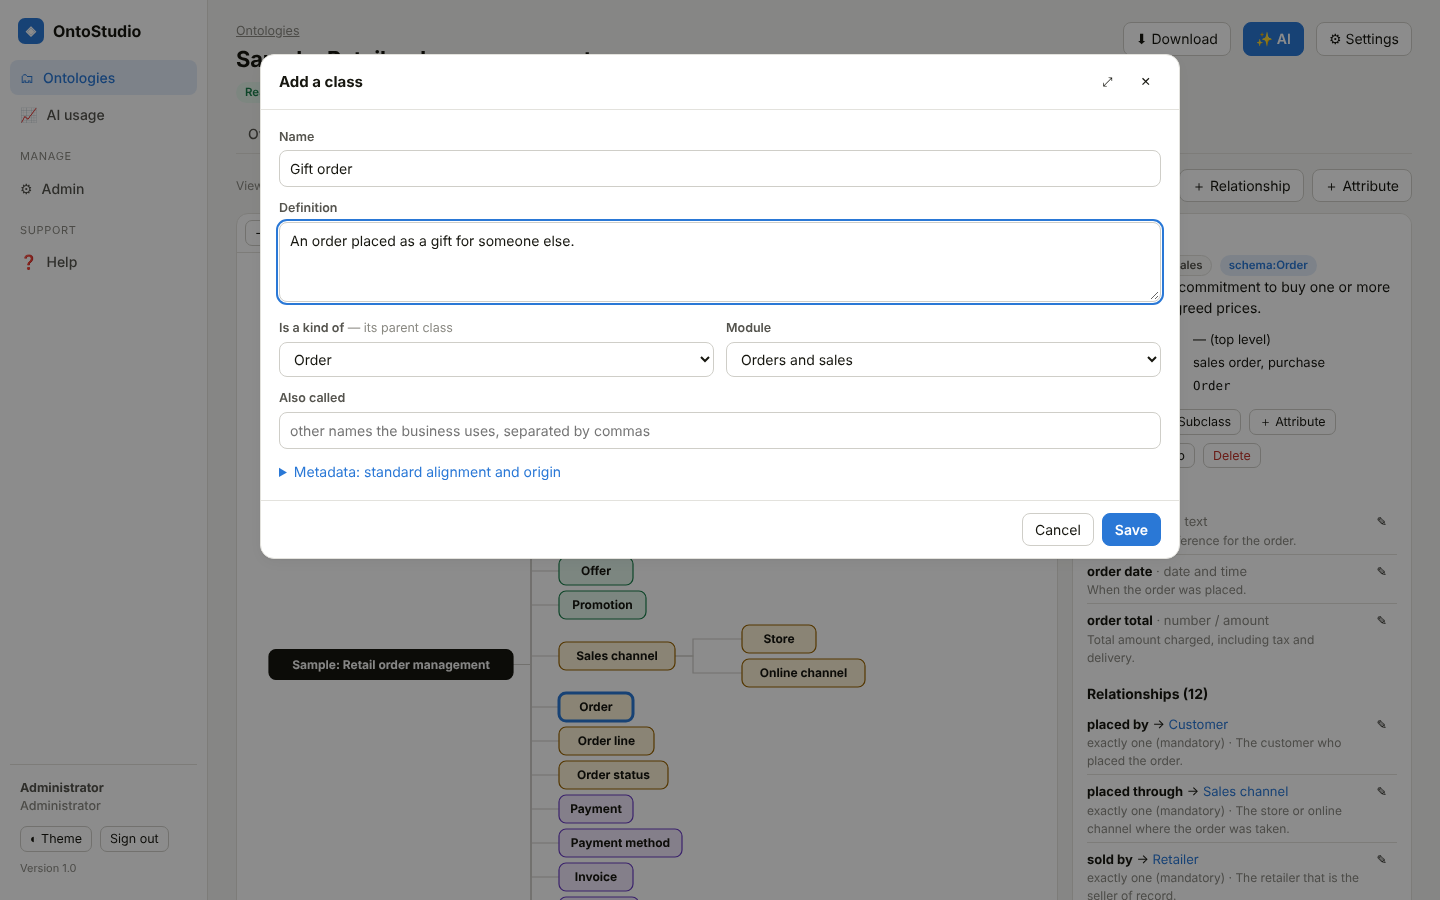 OntoStudio
Ontologies
AI usage
MANAGE
Admin
SUPPORT
Help
Administrator
Administrator
Theme
Sign out
Version 1.0
Ontologies
Download
AI
Settings
+ Relationship
+ Attribute
Add a class
Name
Gift order
Definition
An order placed as a gift for someone else.
Is a kind of — its parent class
Module
Order
Orders and sales
Also called
other names the business uses, separated by commas
Metadata: standard alignment and origin
Cancel
Save
Offer
Promotion
Sales channel
Store
Online channel
Sample: Retail order management
Order
Order line
Order status
Payment
Payment method
Invoice
schema:Order
commitment to buy one or more
— (top level)
sales order, purchase
Order
Subclass
+ Attribute
Delete
text
for the order.
order date · date and time
When the order was placed.
order total · number / amount
Total amount charged, including tax and
delivery.
Relationships (12)
placed by → Customer
exactly one (mandatory) · The customer who
placed the order.
placed through → Sales channel
exactly one (mandatory) · The store or online
channel where the order was taken.
sold by → Retailer
exactly one (mandatory) · The retailer that is the
seller of record.